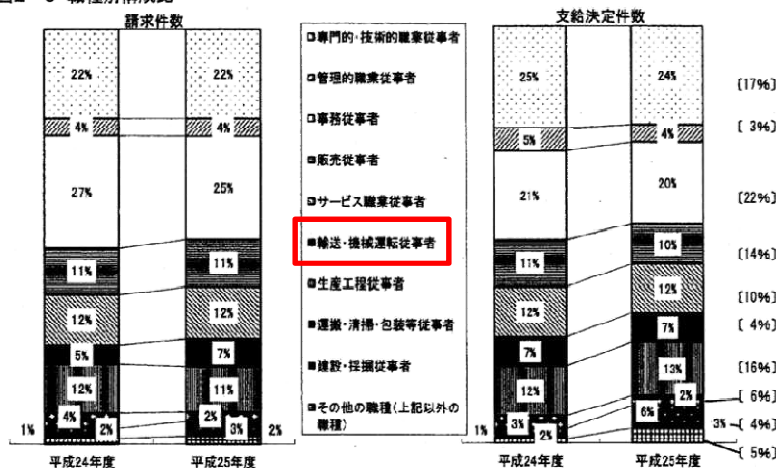 請求件数
22%
22%
4%
4%
27%
25%
11%
11%
12%
12%
5%
7%
12%
11%
4%
2%
1%
2%
3%
2%
平成24年度
平成25年度
□専門的・技術的職業従事者
管理的職業従事者
事務従事者
販売従事者
サービス職業従事者
■輸送・機械運転従事者
生産工程従事者
運搬・清掃・包装等従事者
建設・採掘従事者
その他の職種(上記以外の
職種)
支給決定件数
25%
24%
5%
4%
21%
20%
11%
10%
12%
12%
7%
7%
12%
13%
3%
2%
1%
2%
6%
3%
平成24年度
平成25年度
[17%]
[ 3%]
[22%]
[14%]
[10%]
[ 4%]
[16%]
[ 6%]
[ 4%]
[ 5%]